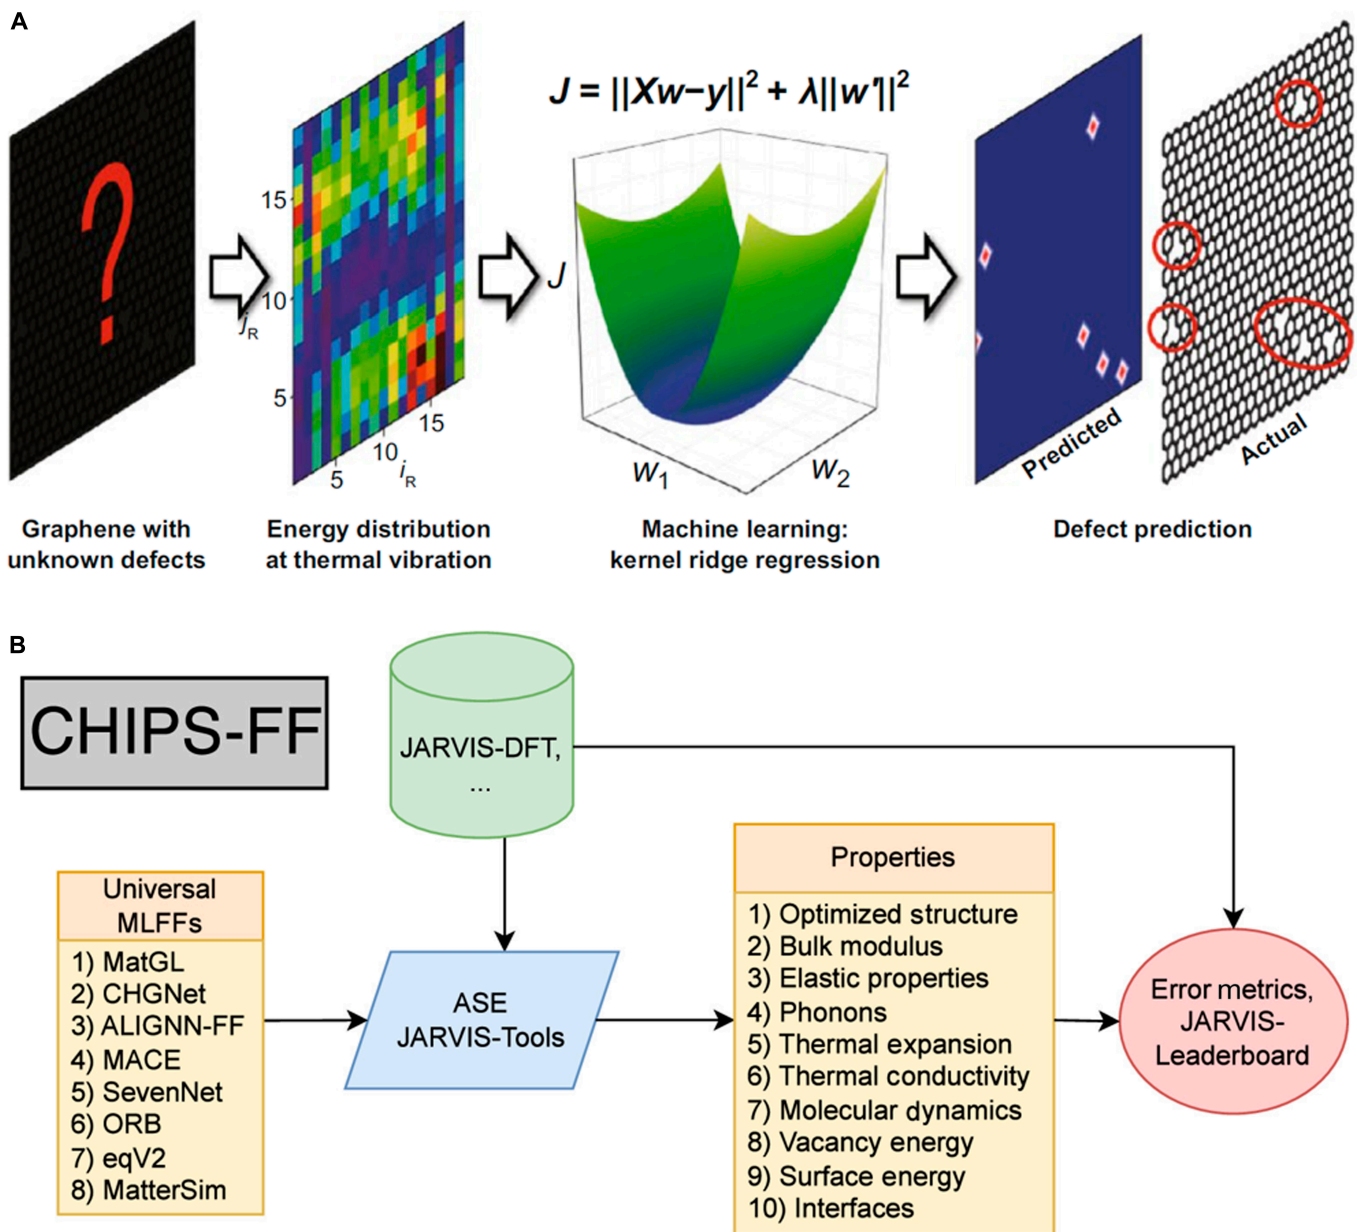 A
?
J = ||Xw−y||² + λ||w'||²
15
10
5
j_R
5
10
15
i_R
J
w₁
w₂
Predicted
Actual
Graphene with
unknown defects
Energy distribution
at thermal vibration
Machine learning:
kernel ridge regression
Defect prediction
B
CHIPS-FF
JARVIS-DFT,
...
Universal
MLFFs
1) MatGL
2) CHGNet
3) ALIGNN-FF
4) MACE
5) SevenNet
6) ORB
7) eqV2
8) MatterSim
ASE
JARVIS-Tools
Properties
1) Optimized structure
2) Bulk modulus
3) Elastic properties
4) Phonons
5) Thermal expansion
6) Thermal conductivity
7) Molecular dynamics
8) Vacancy energy
9) Surface energy
10) Interfaces
Error metrics,
JARVIS-
Leaderboard